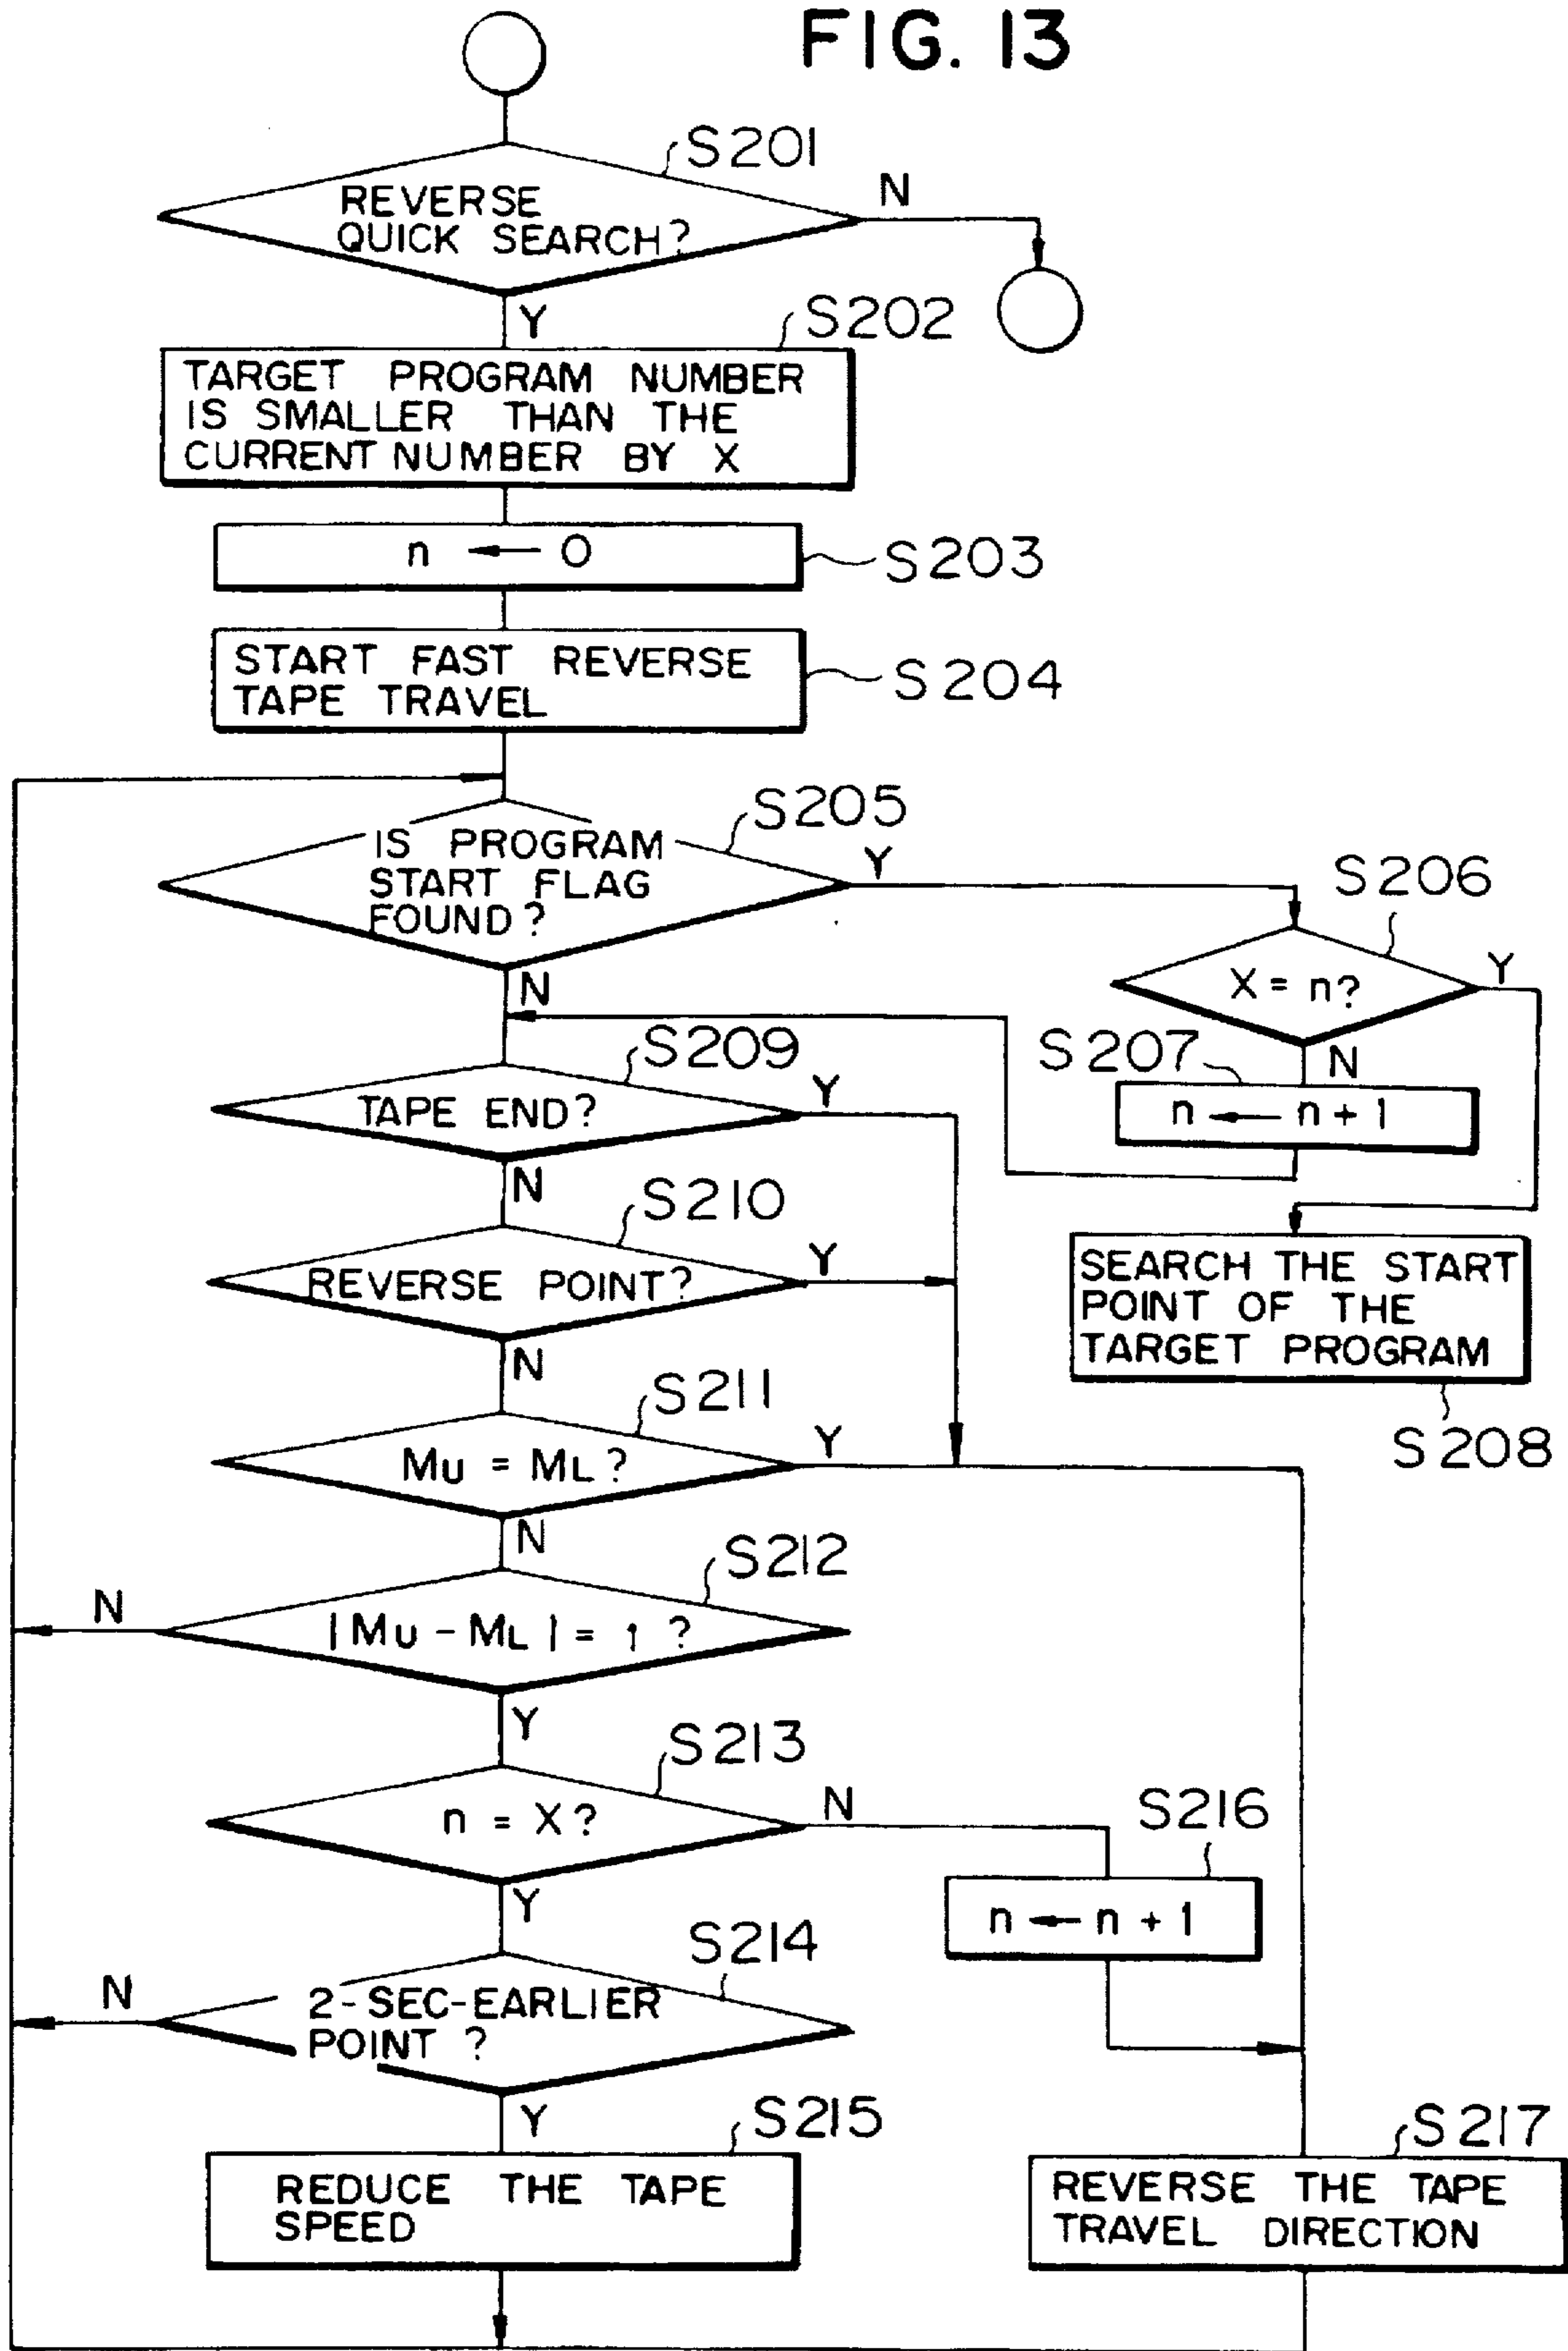 FIG. 13
S201
REVERSE
QUICK SEARCH?
N
Y
S202
TARGET PROGRAM NUMBER
IS SMALLER THAN THE
CURRENT NUMBER BY X
n ← 0
S203
START FAST REVERSE
TAPE TRAVEL
S204
S205
IS PROGRAM
START FLAG
FOUND?
Y
N
S206
X = n?
Y
N
S207
n ← n + 1
SEARCH THE START
POINT OF THE
TARGET PROGRAM
S208
S209
TAPE END?
Y
N
S210
REVERSE POINT?
Y
N
S211
MU = ML?
Y
N
S212
|MU - ML| = 1 ?
N
Y
S213
n = X?
N
Y
S216
n ← n + 1
S214
2-SEC-EARLIER
POINT ?
N
Y
S215
REDUCE THE TAPE
SPEED
S217
REVERSE THE TAPE
TRAVEL DIRECTION